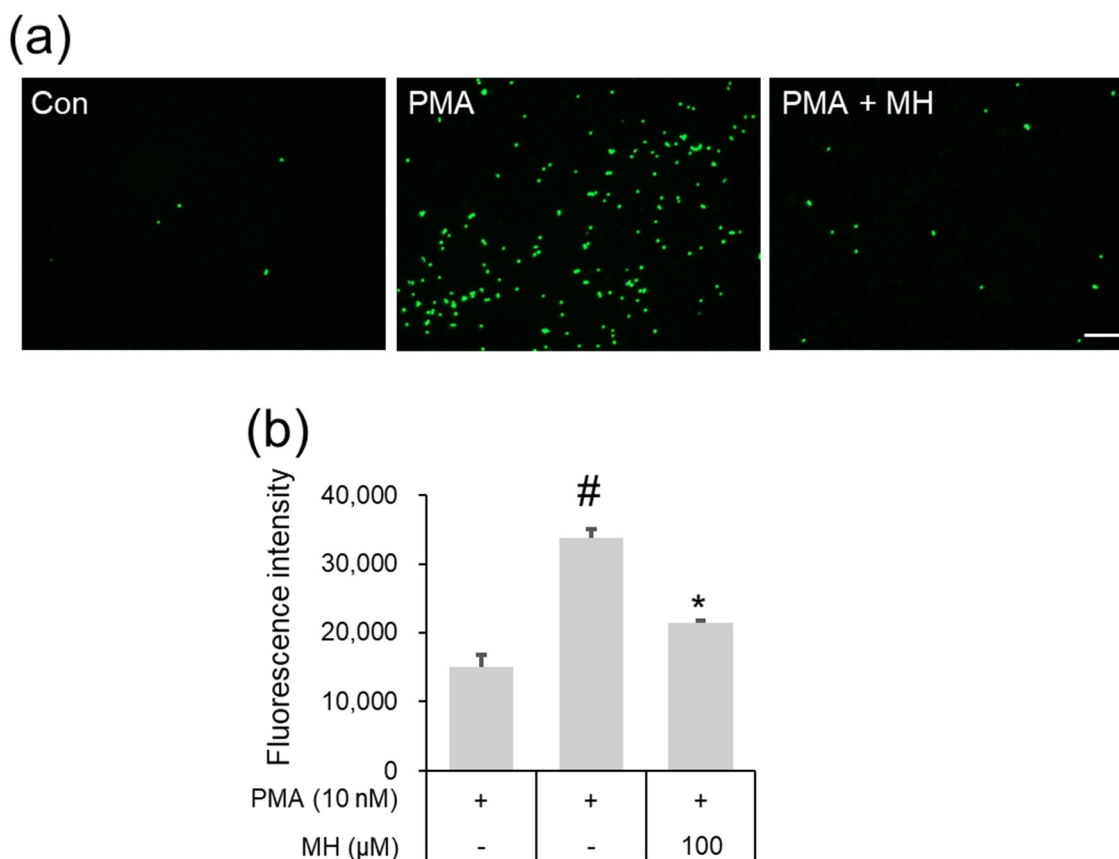 (a)
Con PMA PMA + MH
(b)
Fluorescence intensity
40,000
30,000
20,000
10,000
0
#
*
PMA (10 nM) + + +
MH (µM) - - 100